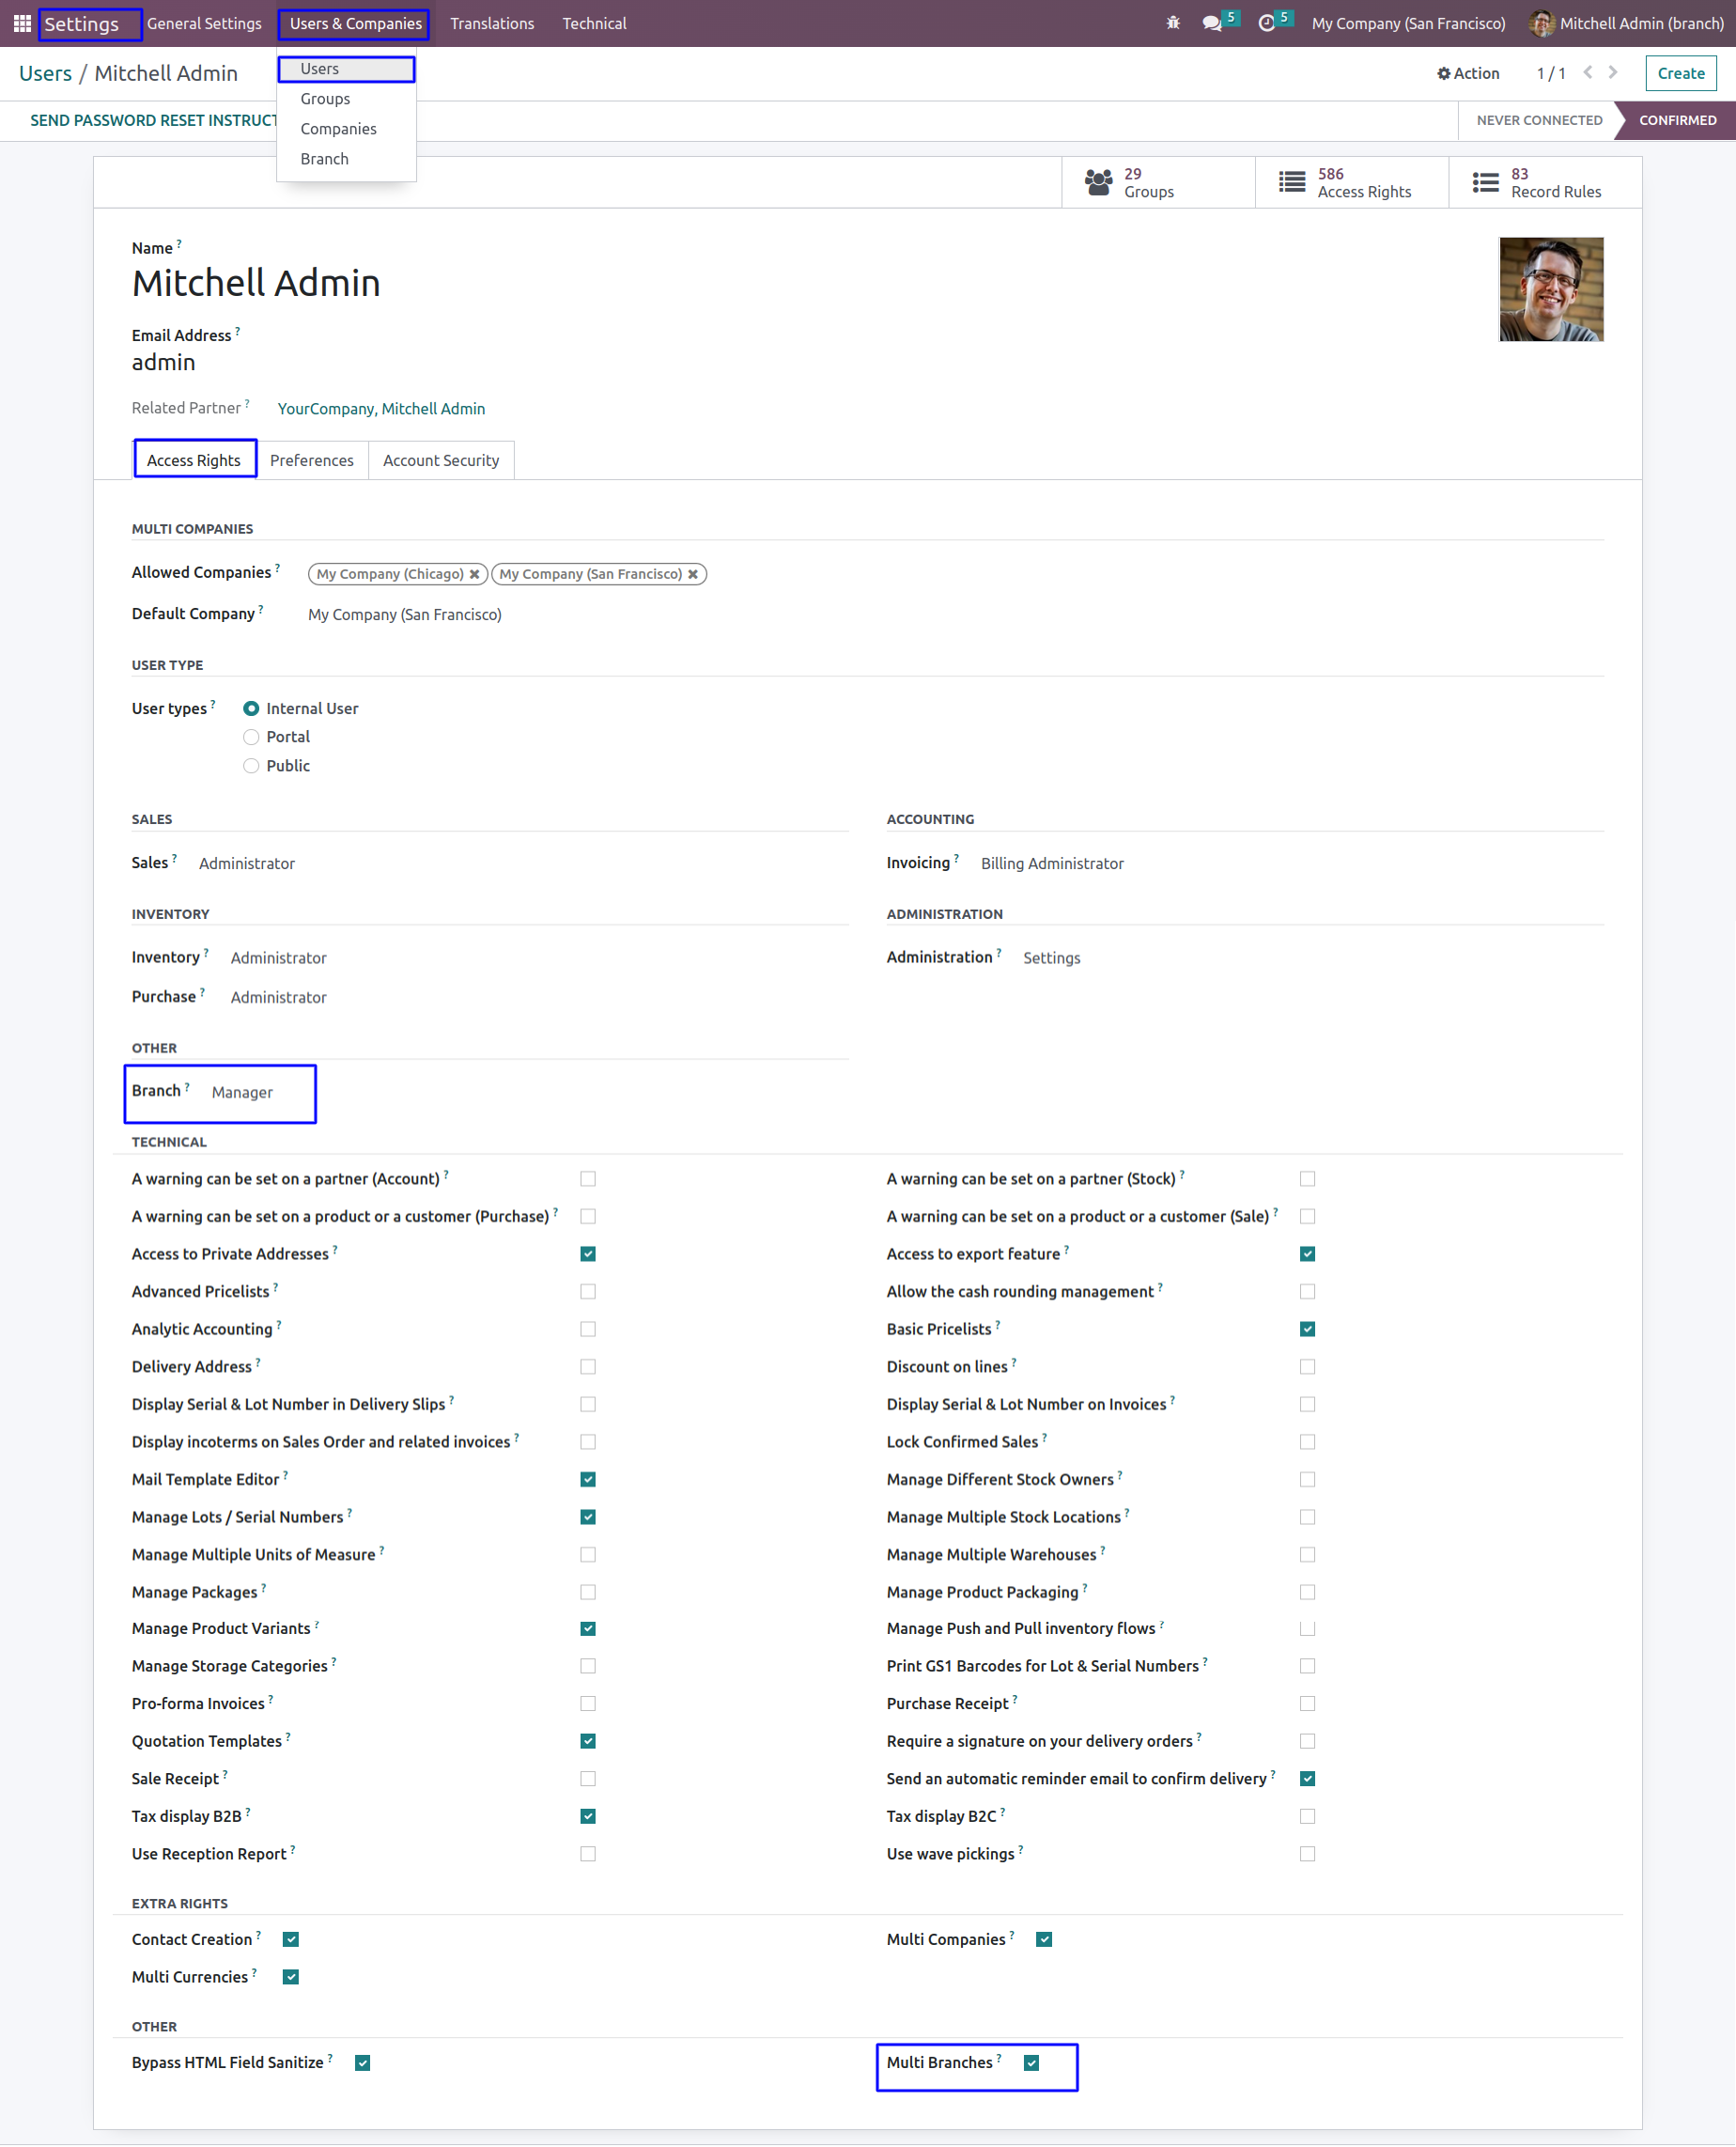 Settings General Settings Users & Companies Translations Technical 5 5 My Company (San Francisco) Mitchell Admin (branch)
Users / Mitchell Admin Action 1 / 1 Create
Users
Groups
Companies
Branch
SEND PASSWORD RESET INSTRUCT NEVER CONNECTED CONFIRMED
29
Groups
586
Access Rights
83
Record Rules
Name ?
Mitchell Admin
Email Address ?
admin
Related Partner ? YourCompany, Mitchell Admin
Access Rights Preferences Account Security
MULTI COMPANIES
Allowed Companies ? My Company (Chicago) My Company (San Francisco)
Default Company ? My Company (San Francisco)
USER TYPE
User types ? Internal User
Portal
Public
SALES ACCOUNTING
Sales ? Administrator Invoicing ? Billing Administrator
INVENTORY ADMINISTRATION
Inventory ? Administrator Administration ? Settings
Purchase ? Administrator
OTHER
Branch ? Manager
TECHNICAL
A warning can be set on a partner (Account) ? A warning can be set on a partner (Stock) ?
A warning can be set on a product or a customer (Purchase) ? A warning can be set on a product or a customer (Sale) ?
Access to Private Addresses ? Access to export feature ?
Advanced Pricelists ? Allow the cash rounding management ?
Analytic Accounting ? Basic Pricelists ?
Delivery Address ? Discount on lines ?
Display Serial & Lot Number in Delivery Slips ? Display Serial & Lot Number on Invoices ?
Display incoterms on Sales Order and related invoices ? Lock Confirmed Sales ?
Mail Template Editor ? Manage Different Stock Owners ?
Manage Lots / Serial Numbers ? Manage Multiple Stock Locations ?
Manage Multiple Units of Measure ? Manage Multiple Warehouses ?
Manage Packages ? Manage Product Packaging ?
Manage Product Variants ? Manage Push and Pull inventory flows ?
Manage Storage Categories ? Print GS1 Barcodes for Lot & Serial Numbers ?
Pro-forma Invoices ? Purchase Receipt ?
Quotation Templates ? Require a signature on your delivery orders ?
Sale Receipt ? Send an automatic reminder email to confirm delivery ?
Tax display B2B ? Tax display B2C ?
Use Reception Report ? Use wave pickings ?
EXTRA RIGHTS
Contact Creation ? Multi Companies ?
Multi Currencies ?
OTHER
Bypass HTML Field Sanitize ? Multi Branches ?